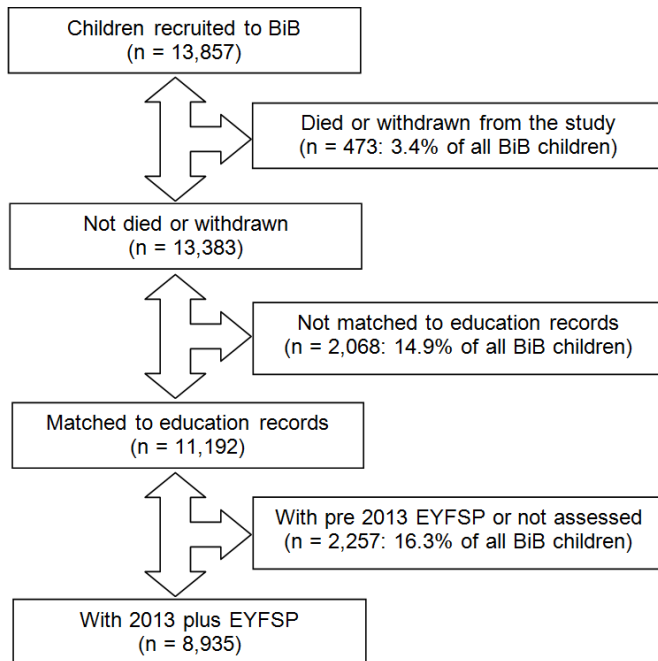 Children recruited to BiB
(n = 13,857)
Died or withdrawn from the study
(n = 473: 3.4% of all BiB children)
Not died or withdrawn
(n = 13,383)
Not matched to education records
(n = 2,068: 14.9% of all BiB children)
Matched to education records
(n = 11,192)
With pre 2013 EYFSP or not assessed
(n = 2,257: 16.3% of all BiB children)
With 2013 plus EYFSP
(n = 8,935)